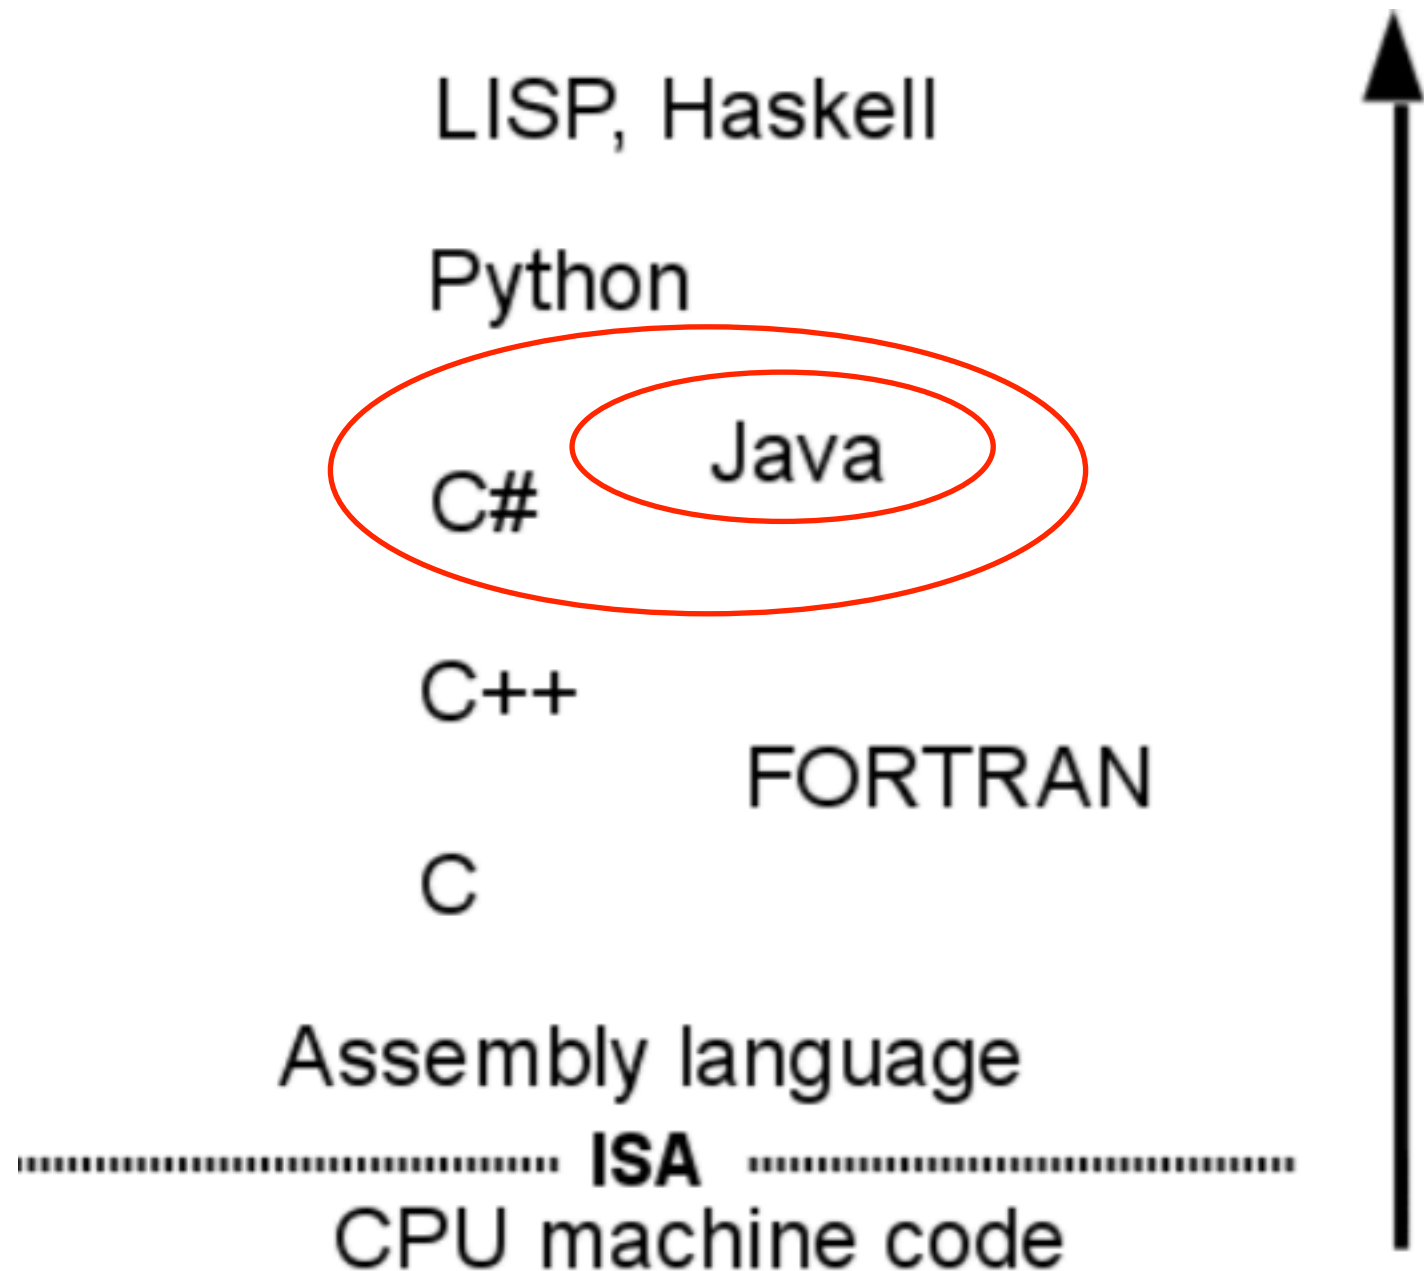 LISP, Haskell
Python
Java
C#
C++
FORTRAN
C
Assembly language
ISA
CPU machine code